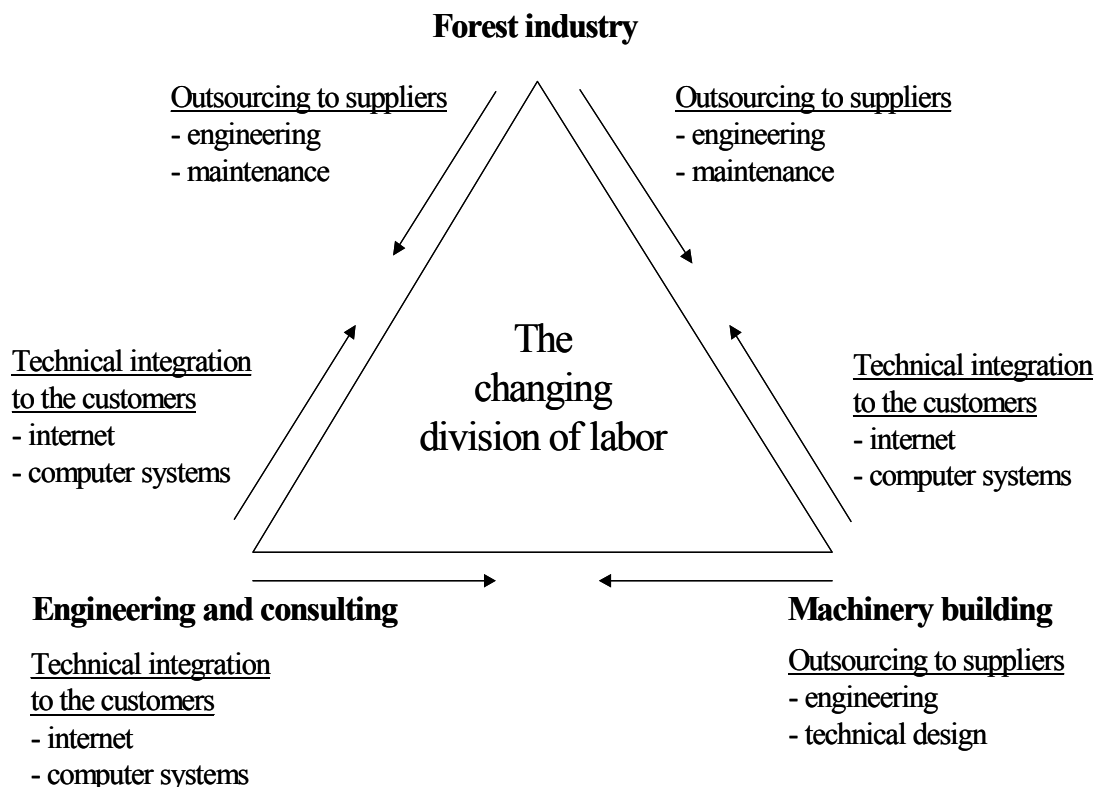 Forest industry
Outsourcing to suppliers
- engineering
- maintenance
Outsourcing to suppliers
- engineering
- maintenance
The
changing
division of labor
Technical integration
to the customers
- internet
- computer systems
Technical integration
to the customers
- internet
- computer systems
Engineering and consulting
Technical integration
to the customers
- internet
- computer systems
Machinery building
Outsourcing to suppliers
- engineering
- technical design